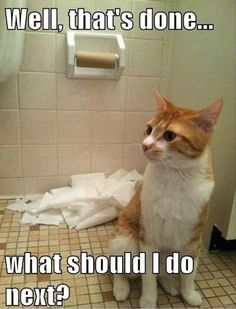 Well, that's done...
what should I do
next?